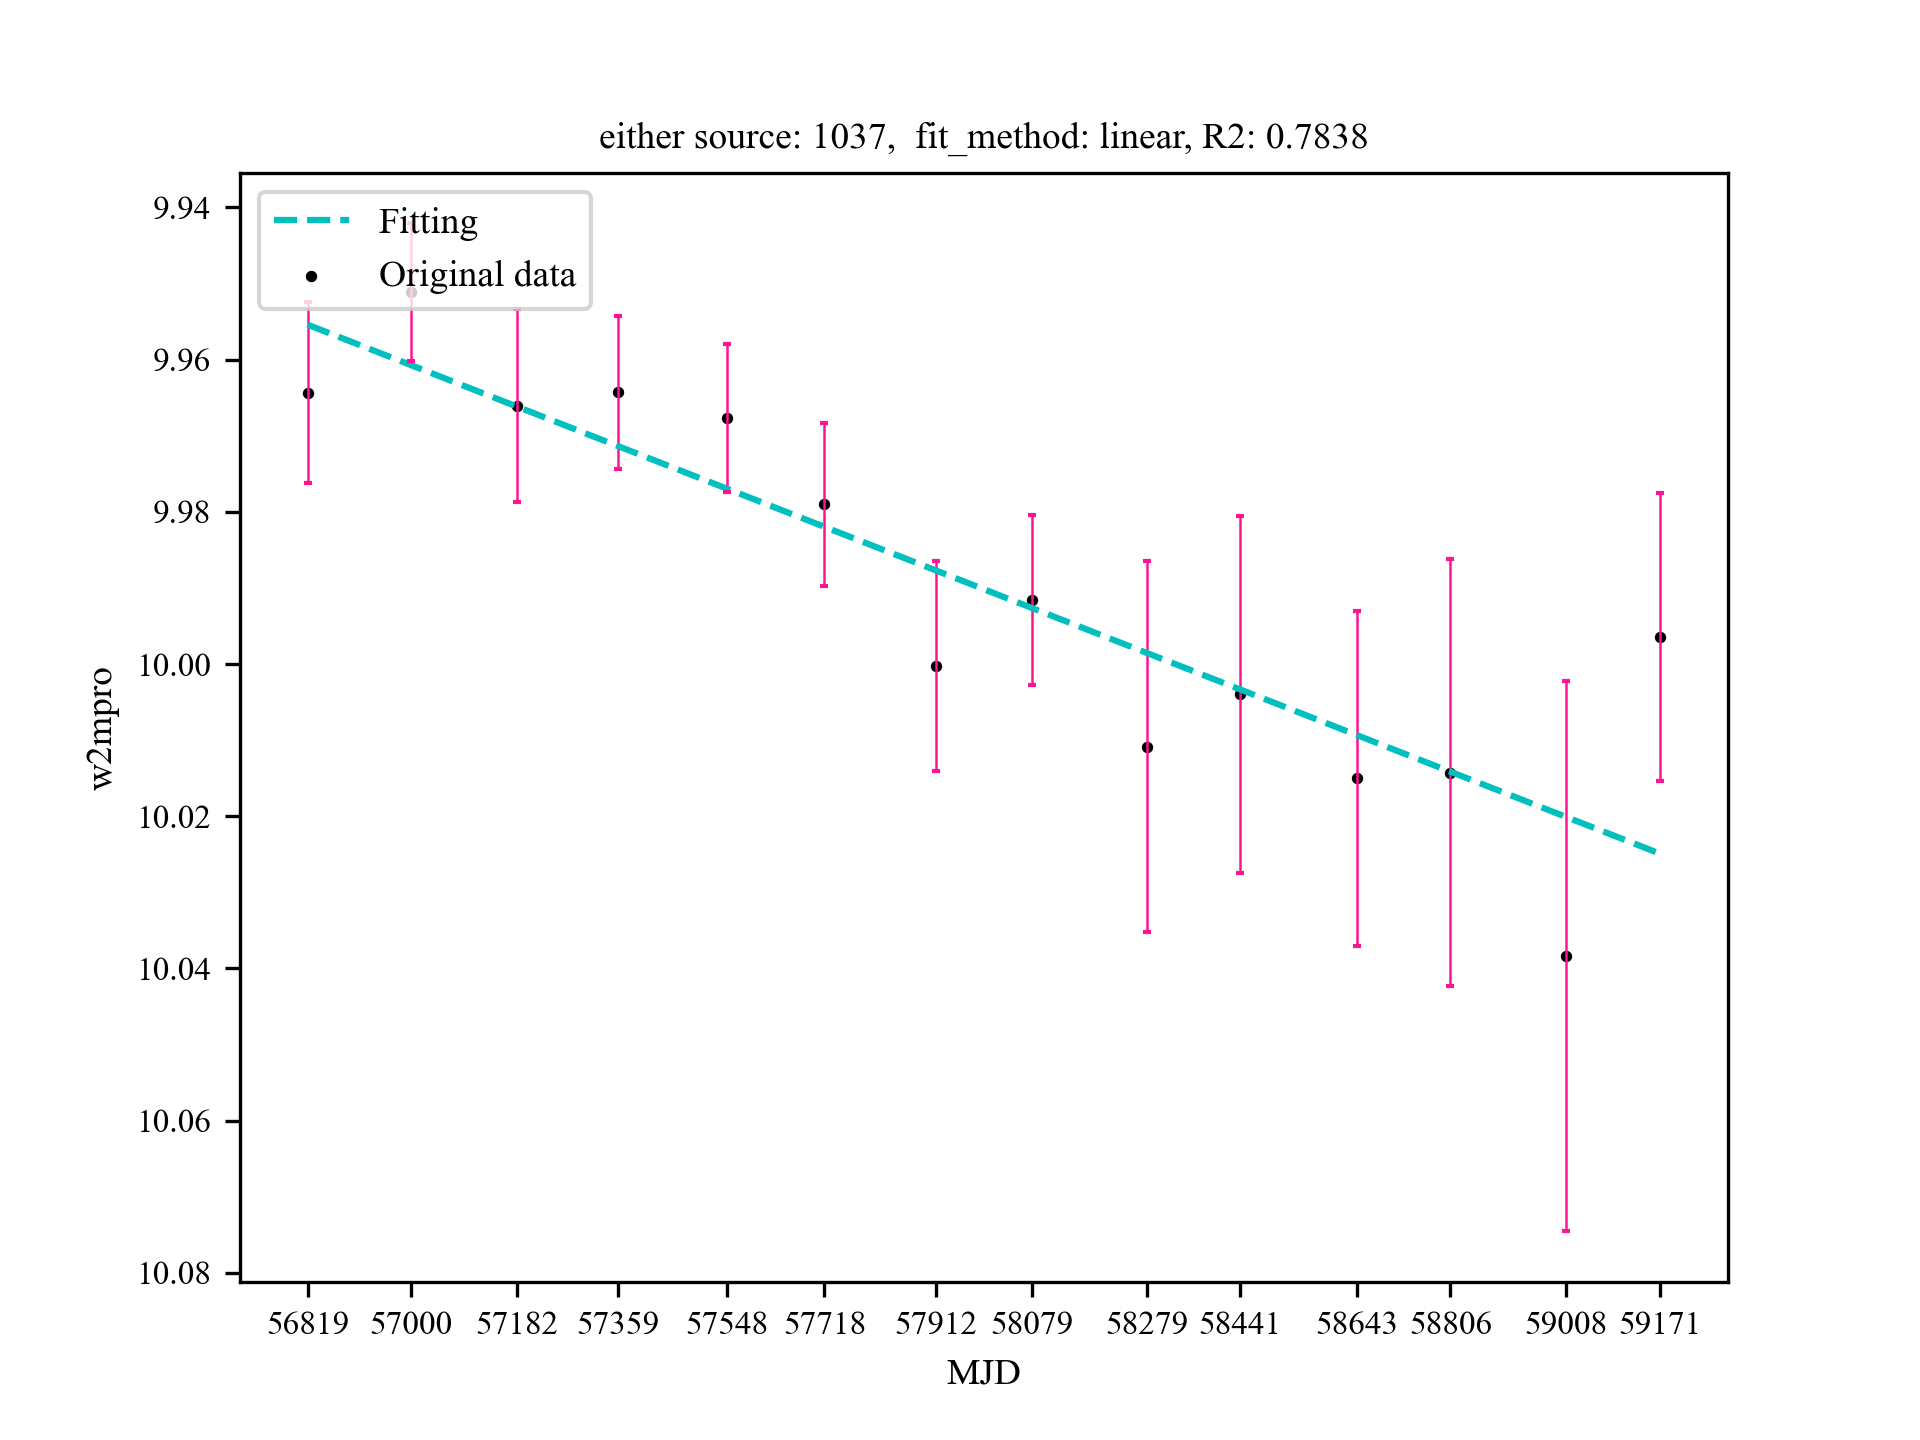 either source: 1037,  fit_method: linear, R2: 0.7838
Fitting
Original data
9.94
9.96
9.98
10.00
10.02
10.04
10.06
10.08
w2mpro
56819 57000 57182 57359 57548 57718 57912 58079 58279 58441 58643 58806 59008 59171
MJD